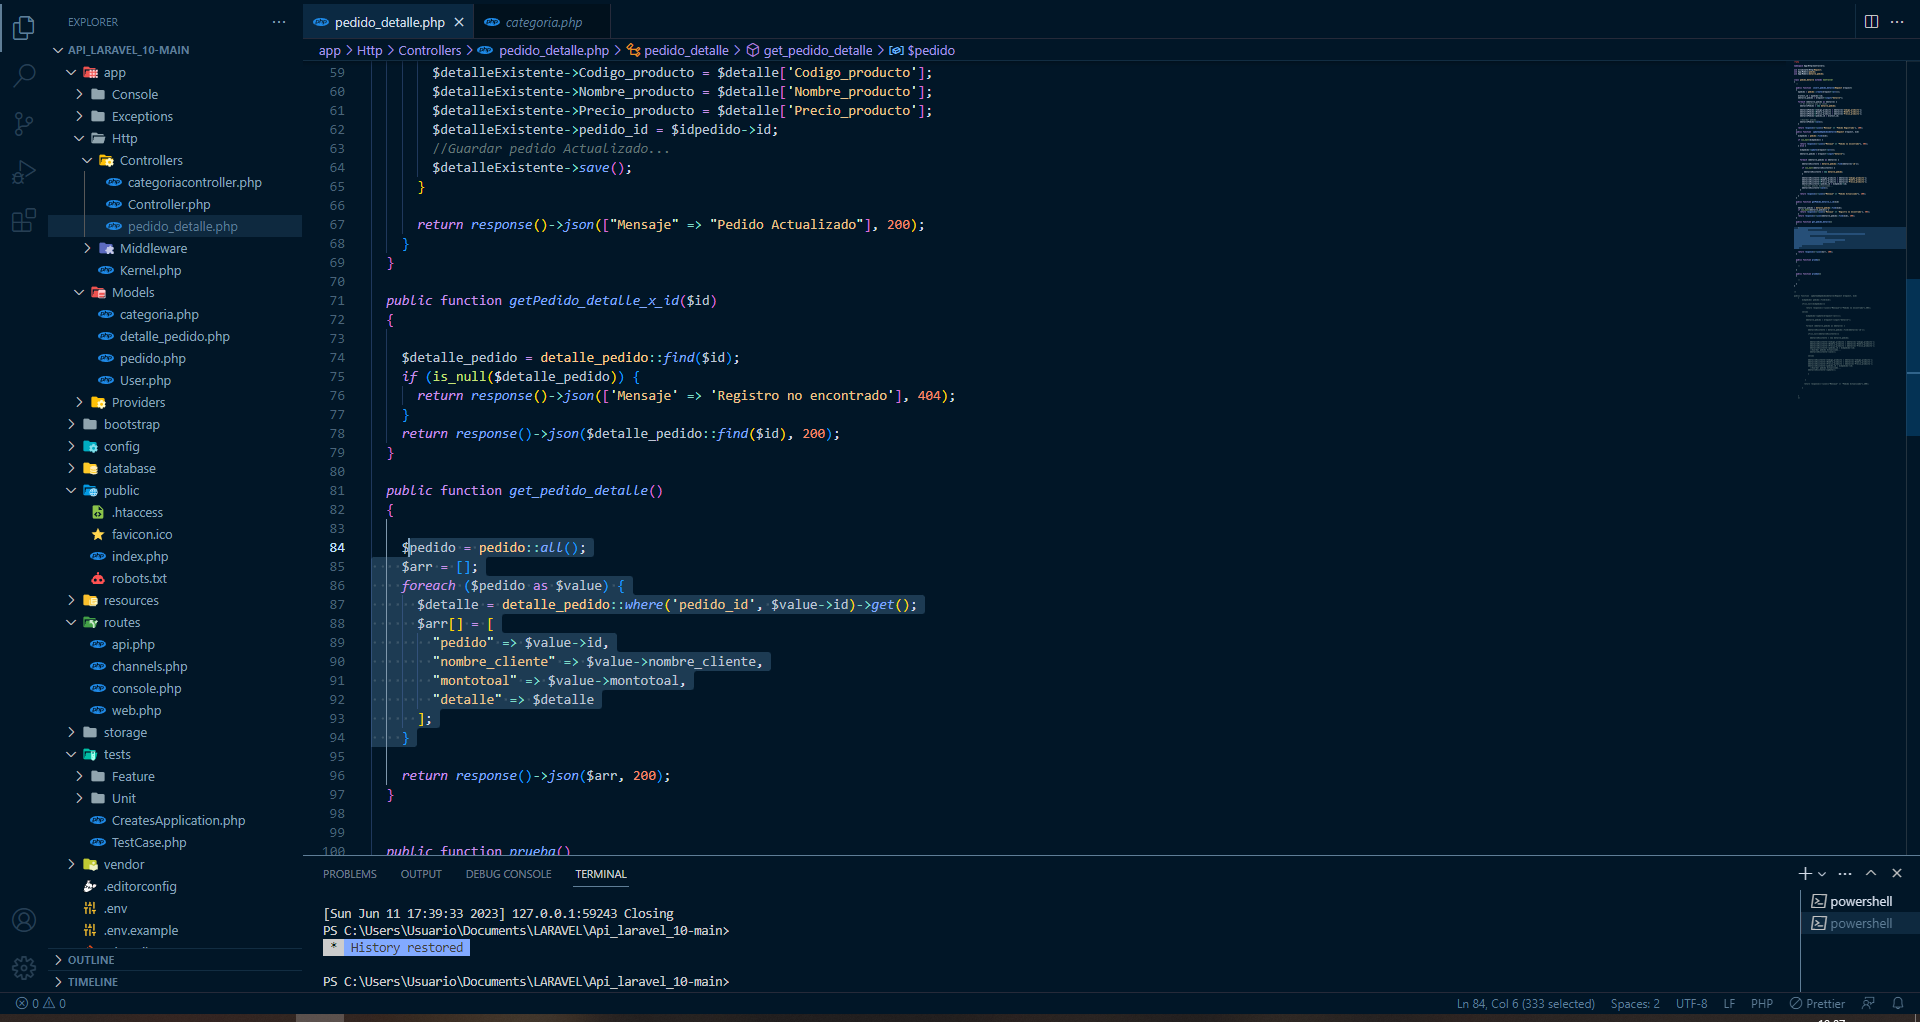 EXPLORER
API_LARAVEL_10-MAIN
app
Console
Exceptions
Http
Controllers
categoriacontroller.php
Controller.php
pedido_detalle.php
Middleware
Kernel.php
Models
categoria.php
detalle_pedido.php
pedido.php
User.php
Providers
bootstrap
config
database
public
.htaccess
favicon.ico
index.php
robots.txt
resources
routes
api.php
channels.php
console.php
web.php
storage
tests
Feature
Unit
CreatesApplication.php
TestCase.php
vendor
.editorconfig
.env
.env.example
OUTLINE
TIMELINE
pedido_detalle.php categoria.php
app > Http > Controllers > pedido_detalle.php > pedido_detalle > get_pedido_detalle > $pedido
59 $detalleExistente->Codigo_producto = $detalle['Codigo_producto'];
60 $detalleExistente->Nombre_producto = $detalle['Nombre_producto'];
61 $detalleExistente->Precio_producto = $detalle['Precio_producto'];
62 $detalleExistente->pedido_id = $idpedido->id;
63 //Guardar pedido Actualizado...
64 $detalleExistente->save();
65 }
66
67 return response()->json(["Mensaje" => "Pedido Actualizado"], 200);
68 }
69 }
70
71 public function getPedido_detalle_x_id($id)
72 {
73
74 $detalle_pedido = detalle_pedido::find($id);
75 if (is_null($detalle_pedido)) {
76 return response()->json(['Mensaje' => 'Registro no encontrado'], 404);
77 }
78 return response()->json($detalle_pedido::find($id), 200);
79 }
80
81 public function get_pedido_detalle()
82 {
83
84 $pedido = pedido::all();
85 $arr = [];
86 foreach ($pedido as $value) {
87 $detalle = detalle_pedido::where('pedido_id', $value->id)->get();
88 $arr[] = [
89 "pedido" => $value->id,
90 "nombre_cliente" => $value->nombre_cliente,
91 "montotoal" => $value->montotoal,
92 "detalle" => $detalle
93 ];
94 }
95
96 return response()->json($arr, 200);
97 }
98
99
100 public function prueba()
PROBLEMS OUTPUT DEBUG CONSOLE TERMINAL
[Sun Jun 11 17:39:33 2023] 127.0.0.1:59243 Closing
PS C:\Users\Usuario\Documents\LARAVEL\Api_laravel_10-main>
* History restored
PS C:\Users\Usuario\Documents\LARAVEL\Api_laravel_10-main>
powershell
powershell
0 0
Ln 84, Col 6 (333 selected) Spaces: 2 UTF-8 LF PHP Prettier